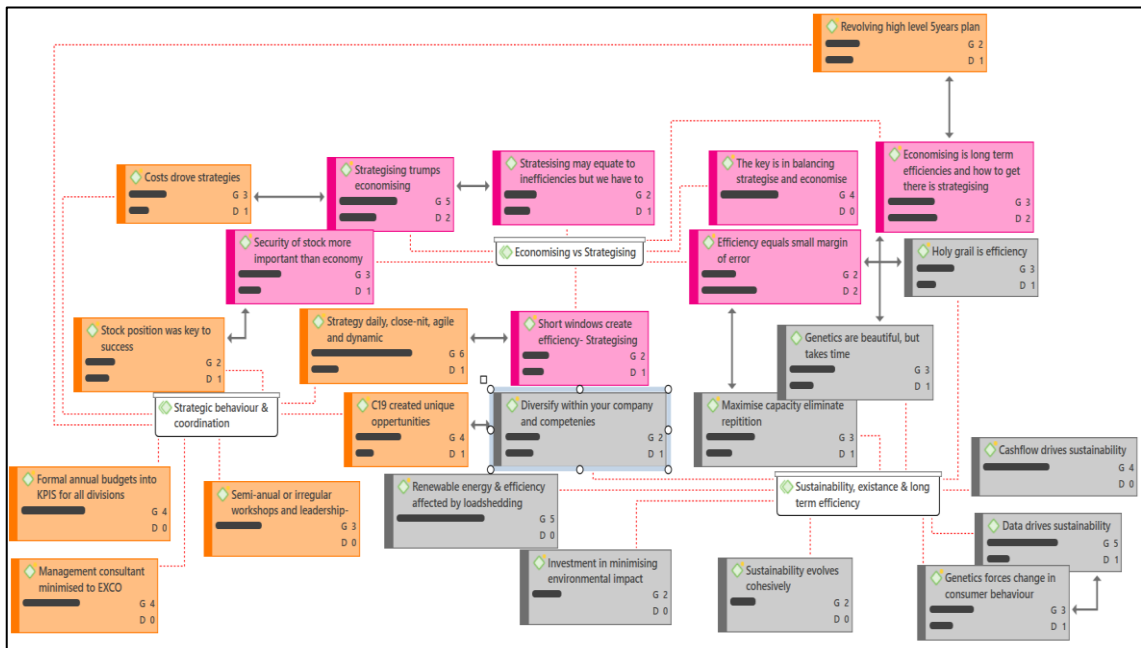 Revolving high level 5years plan
G 2
D 1
Costs drove strategies
G 3
D 1
Strategising trumps
economising
G 5
D 2
Stratesising may equate to
inefficiencies but we have to
G 2
D 1
The key is in balancing
strategise and economise
G 4
D 0
Economising is long term
efficiencies and how to get
there is strategising
G 3
D 2
Security of stock more
important than economy
G 3
D 1
Economising vs Strategising
Efficiency equals small margin
of error
G 2
D 2
Holy grail is efficiency
G 3
D 1
Stock position was key to
success
G 2
D 1
Strategy daily, close-nit, agile
and dynamic
G 6
D 1
Short windows create
efficiency- Strategising
G 2
D 1
Genetics are beautiful, but
takes time
G 3
D 1
Strategic behaviour &
coordination
C19 created unique
oppertunities
G 4
D 1
Diversify within your company
and competenies
G 2
D 1
Maximise capacity eliminate
repitition
G 3
D 1
Formal annual budgets into
KPIS for all divisions
G 4
D 0
Semi-anual or irregular
workshops and leadership-
G 3
D 0
Renewable energy & efficiency
affected by loadshedding
G 5
D 0
Sustainability, existance & long
term efficiency
Cashflow drives sustainability
G 4
D 0
Management consultant
minimised to EXCO
G 4
D 0
Investment in minimising
environmental impact
G 2
D 0
Sustainability evolves
cohesively
G 2
D 0
Data drives sustainability
G 5
D 1
Genetics forces change in
consumer behaviour
G 3
D 1